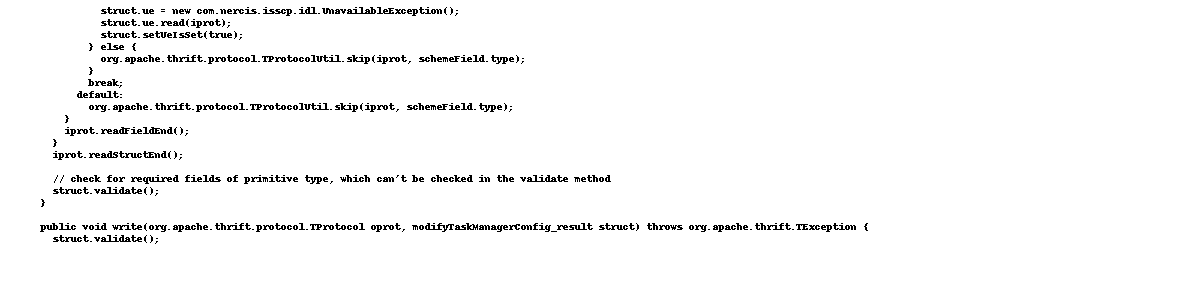 struct.ue = new com.nercis.isscp.idl.UnavailableException();
struct.ue.read(iprot);
struct.setUeIsSet(true);
} else {
org.apache.thrift.protocol.TProtocolUtil.skip(iprot, schemeField.type);
}
break;
default:
org.apache.thrift.protocol.TProtocolUtil.skip(iprot, schemeField.type);
}
iprot.readFieldEnd();
}
iprot.readStructEnd();
// check for required fields of primitive type, which can't be checked in the validate method
struct.validate();
}
public void write(org.apache.thrift.protocol.TProtocol oprot, modifyTaskManagerConfig_result struct) throws org.apache.thrift.TException {
struct.validate();